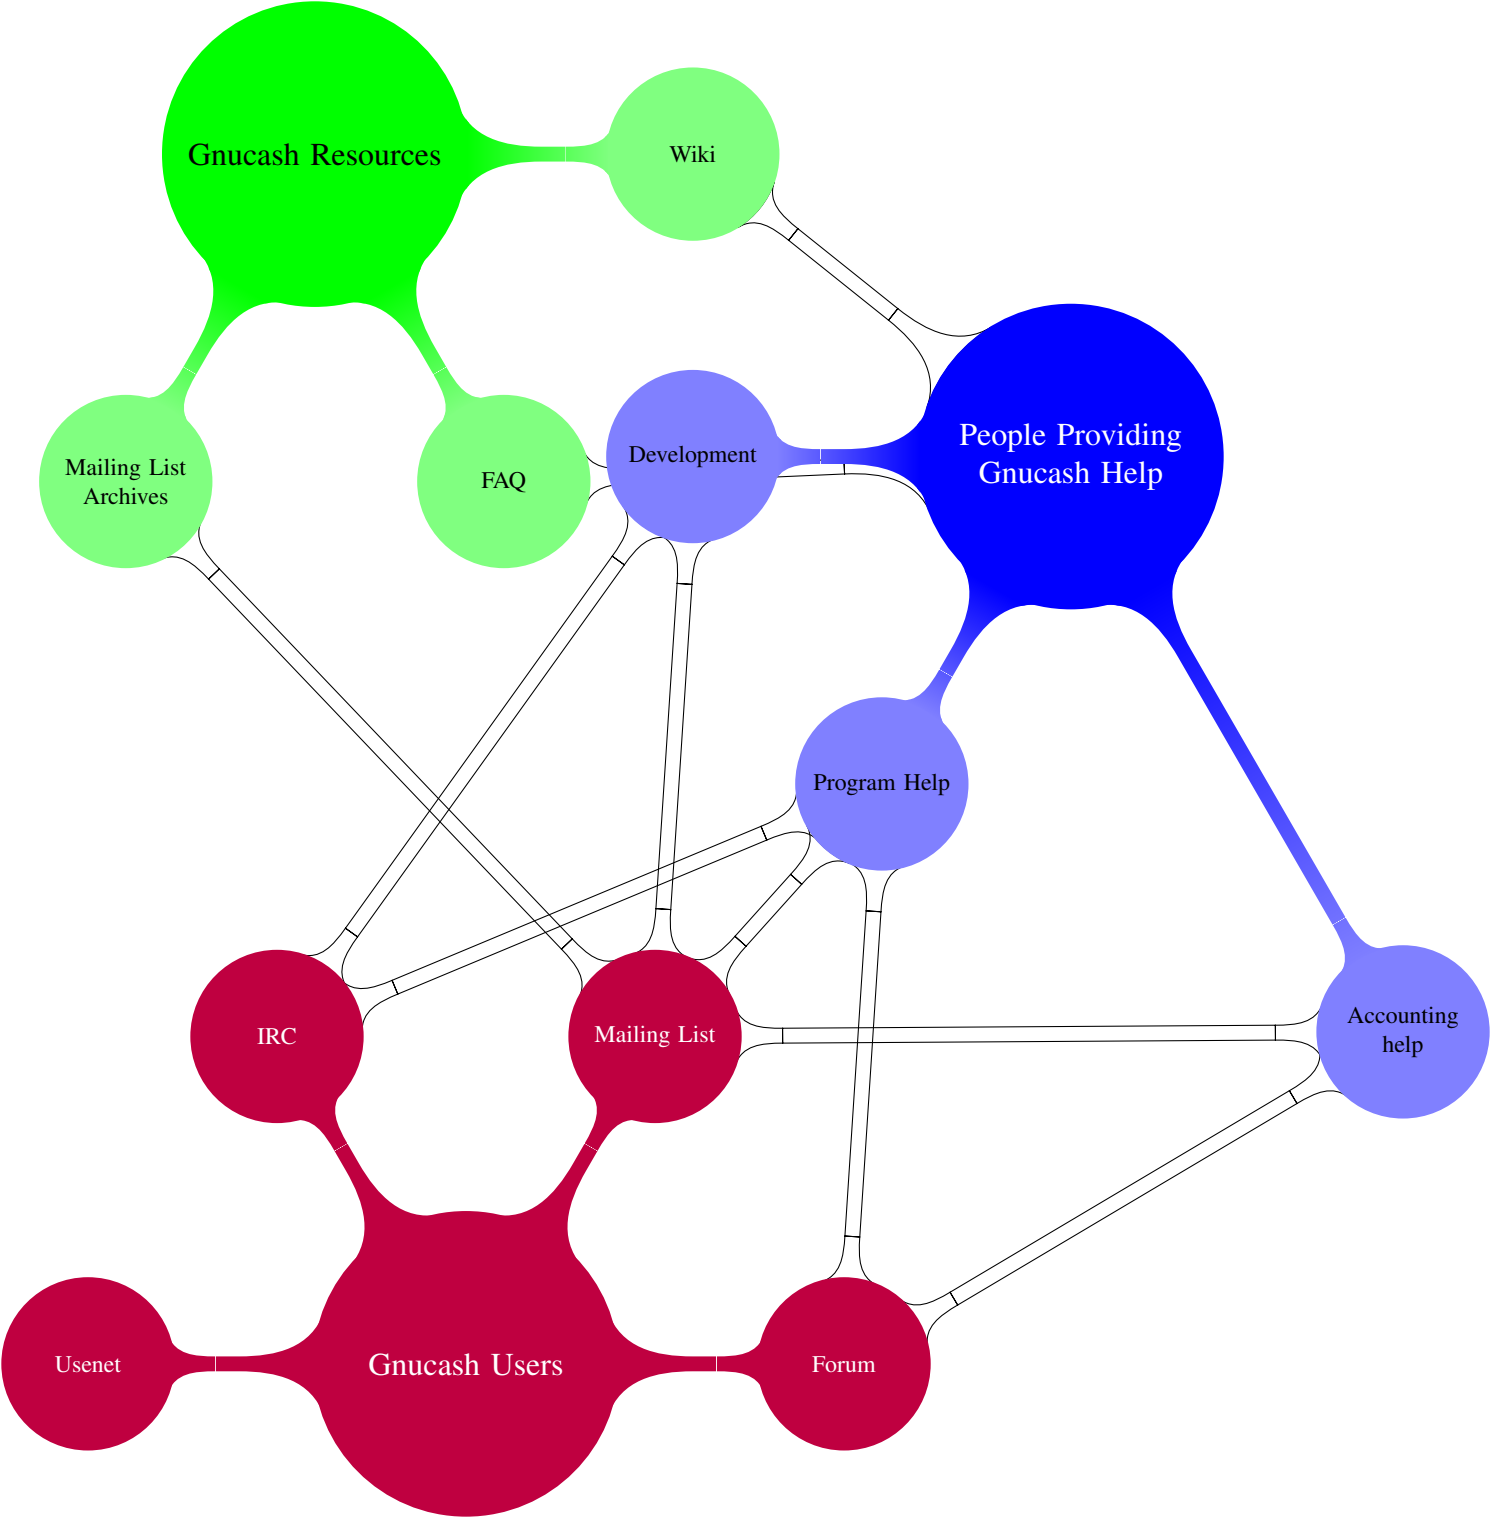 Gnucash Resources
Wiki
People Providing
Gnucash Help
Development
Mailing List
Archives
FAQ
Program Help
Accounting
help
IRC
Mailing List
Usenet
Gnucash Users
Forum